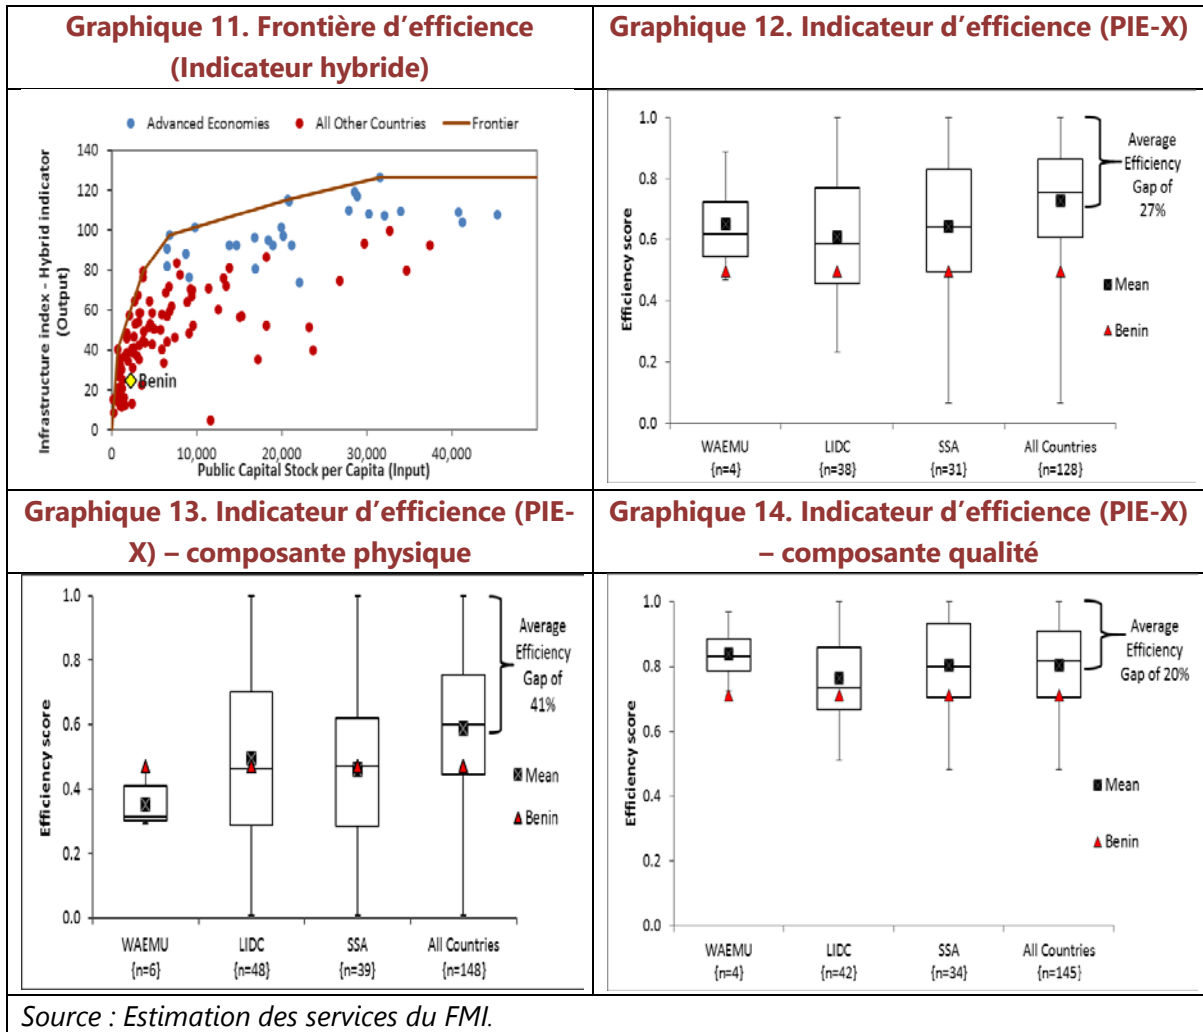 Graphique 11. Frontière d’efficience
(Indicateur hybride)
Advanced Economies
All Other Countries
Frontier
Infrastructure index - Hybrid indicator
(Output)
140
120
100
80
60
40
20
0
Benin
0
10,000
20,000
30,000
40,000
Public Capital Stock per Capita (Input)
Graphique 12. Indicateur d’efficience (PIE-X)
Efficiency score
1.0
0.8
0.6
0.4
0.2
0.0
Average
Efficiency
Gap of
27%
Mean
Benin
WAEMU
LIDC
SSA
All Countries
{n=4}
{n=38}
{n=31}
{n=128}
Graphique 13. Indicateur d’efficience (PIE-
X) – composante physique
Efficiency score
1.0
0.8
0.6
0.4
0.2
0.0
Average
Efficiency
Gap of
41%
Mean
Benin
WAEMU
LIDC
SSA
All Countries
{n=6}
{n=48}
{n=39}
{n=148}
Graphique 14. Indicateur d’efficience (PIE-X)
– composante qualité
Efficiency score
1.0
0.8
0.6
0.4
0.2
0.0
Average
Efficiency
Gap of 20%
Mean
Benin
WAEMU
LIDC
SSA
All Countries
{n=4}
{n=42}
{n=34}
{n=145}
Source : Estimation des services du FMI.